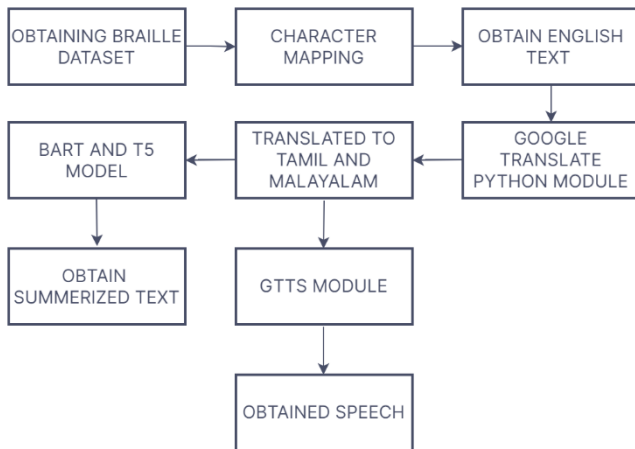 OBTAINING BRAILLE
DATASET
CHARACTER
MAPPING
OBTAIN ENGLISH
TEXT
BART AND T5
MODEL
TRANSLATED TO
TAMIL AND
MALAYALAM
GOOGLE
TRANSLATE
PYTHON MODULE
OBTAIN
SUMMERIZED TEXT
GTTS MODULE
OBTAINED SPEECH